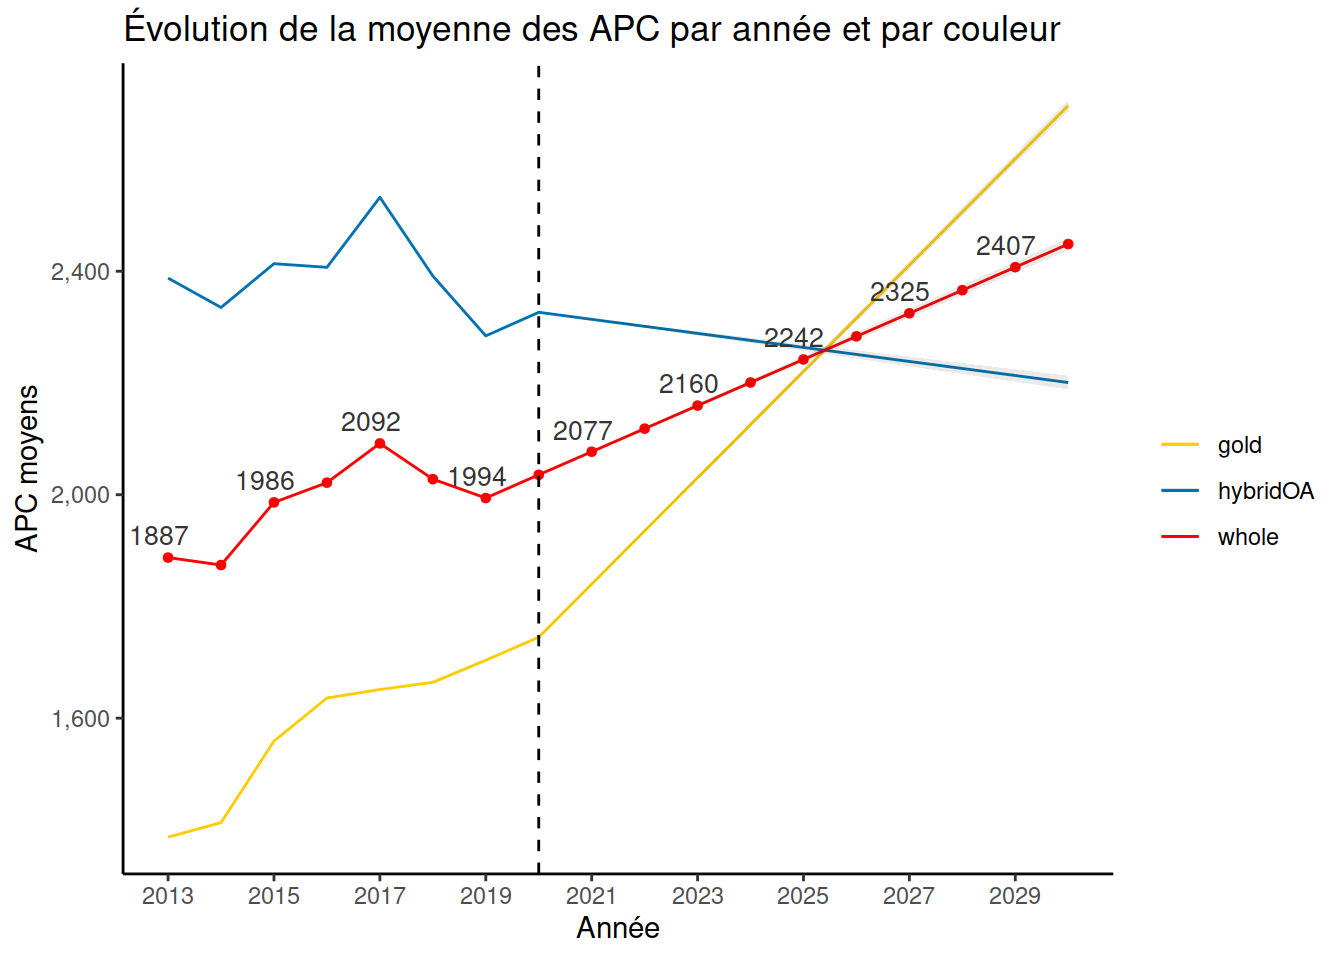 Évolution de la moyenne des APC par année et par couleur
APC moyens
2,400
2,000
1,600
1887
1986
2092
1994
2077
2160
2242
2325
2407
gold
hybridOA
whole
2013 2015 2017 2019 2021 2023 2025 2027 2029
Année